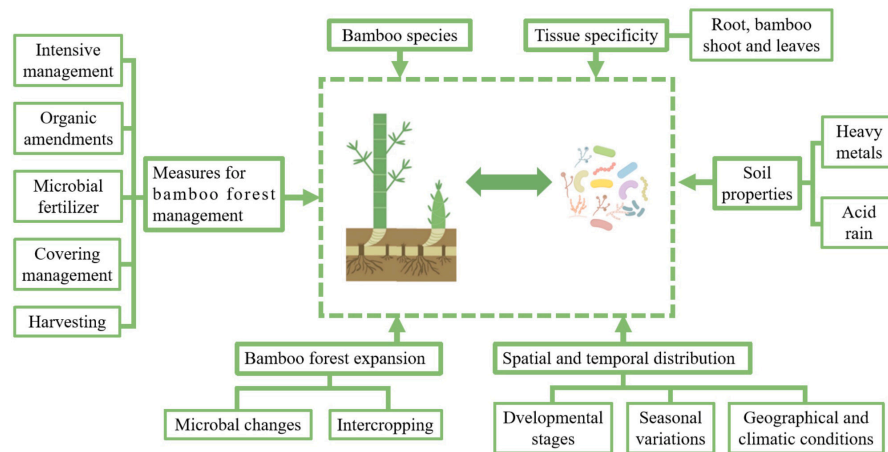 Bamboo species
Tissue specificity
Root, bamboo
shoot and leaves
Intensive
management
Organic
amendments
Microbial
fertilizer
Covering
management
Harvesting
Measures for
bamboo forest
management
Soil
properties
Heavy
metals
Acid
rain
Bamboo forest expansion
Microbal changes
Intercropping
Spatial and temporal distribution
Dvelopmental
stages
Seasonal
variations
Geographical and
climatic conditions